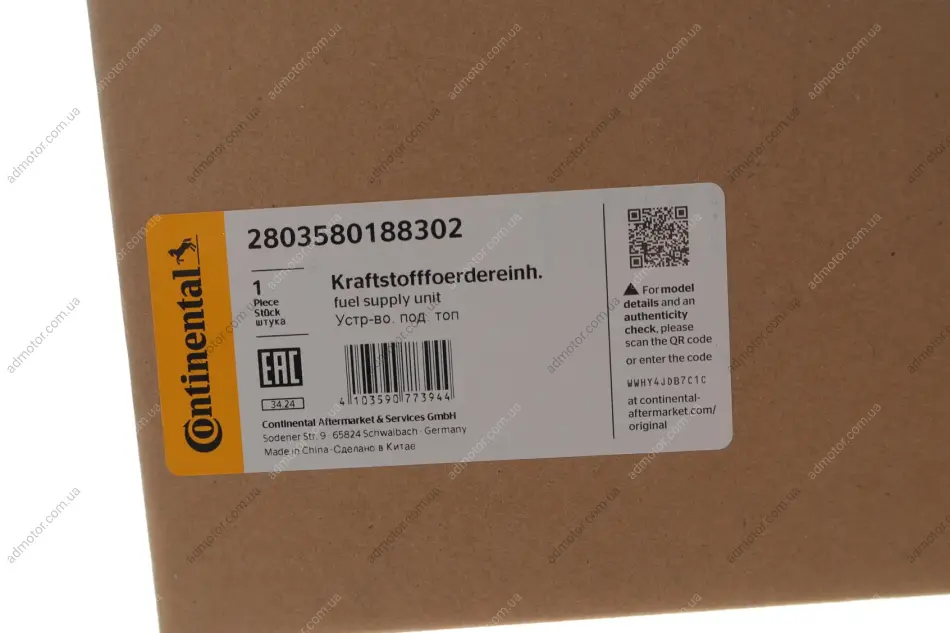 Continental
2803580188302
1
Piece
Stück
штука
Kraftstofffoerdereinh.
fuel supply unit
Устр-во. под. топ
EAC
34.24
4 103590 773944
Continental Aftermarket & Services GmbH
Sodener Str. 9 · 65824 Schwalbach · Germany
Made in China · Сделано в Китае
For model
details and an
authenticity
check, please
scan the QR code
or enter the code
WWHY4JDB7C1C
at continental-
aftermarket.com/
original
admotor.com.ua